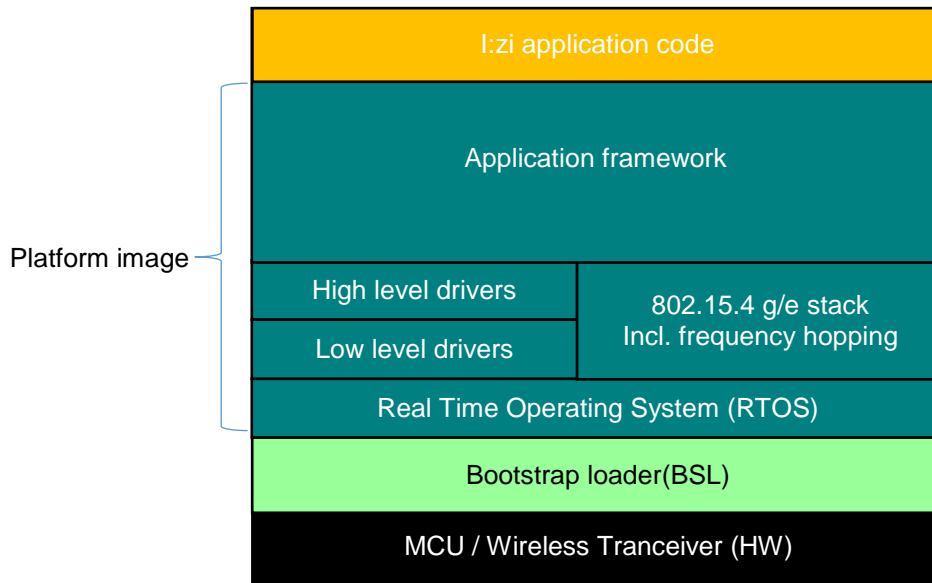 I:zi application code
Application framework
Platform image
High level drivers
802.15.4 g/e stack
Incl. frequency hopping
Low level drivers
Real Time Operating System (RTOS)
Bootstrap loader(BSL)
MCU / Wireless Tranceiver (HW)